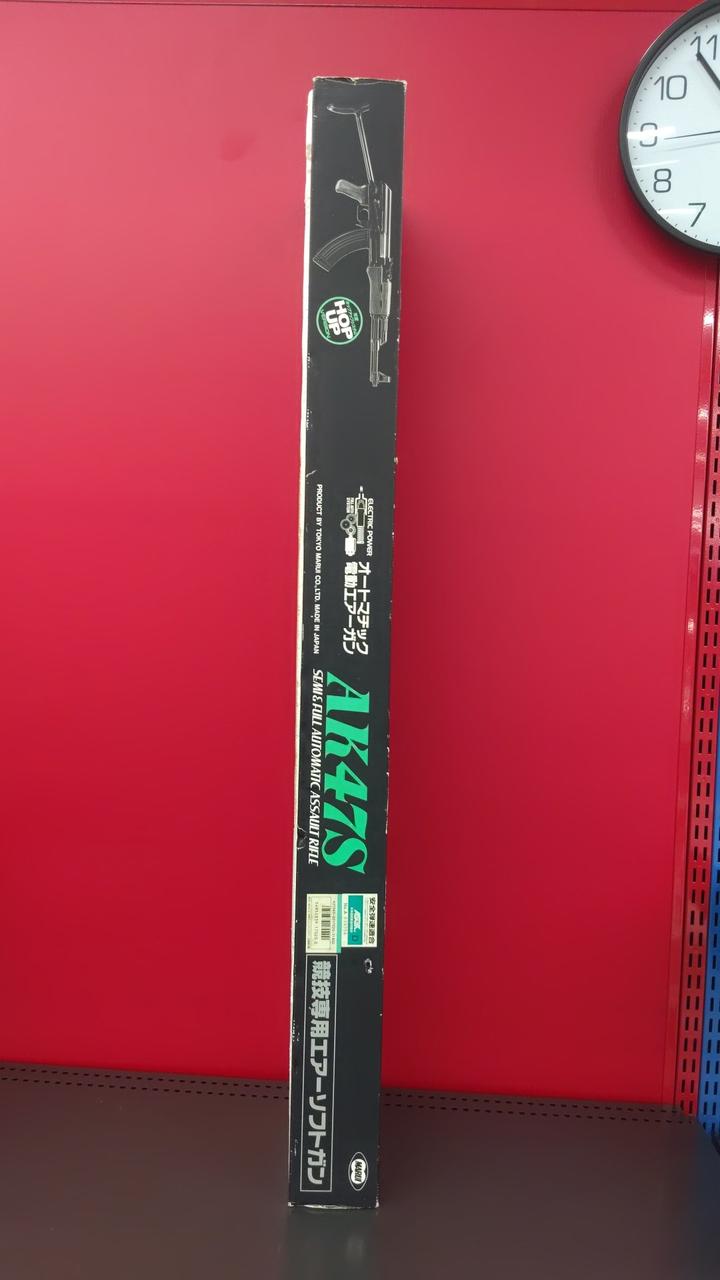 HOP
UP
VERSION
ELECTRIC POWER
オートマチック
電動エアーガン
PRODUCT BY TOKYO MARUI CO., LTD. MADE IN JAPAN
AK47S
SEMI & FULL AUTOMATIC ASSAULT RIFLE
安全弾速適合
ASGK
競技専用エアーソフトガン
MARUI
11
10
9
8
7